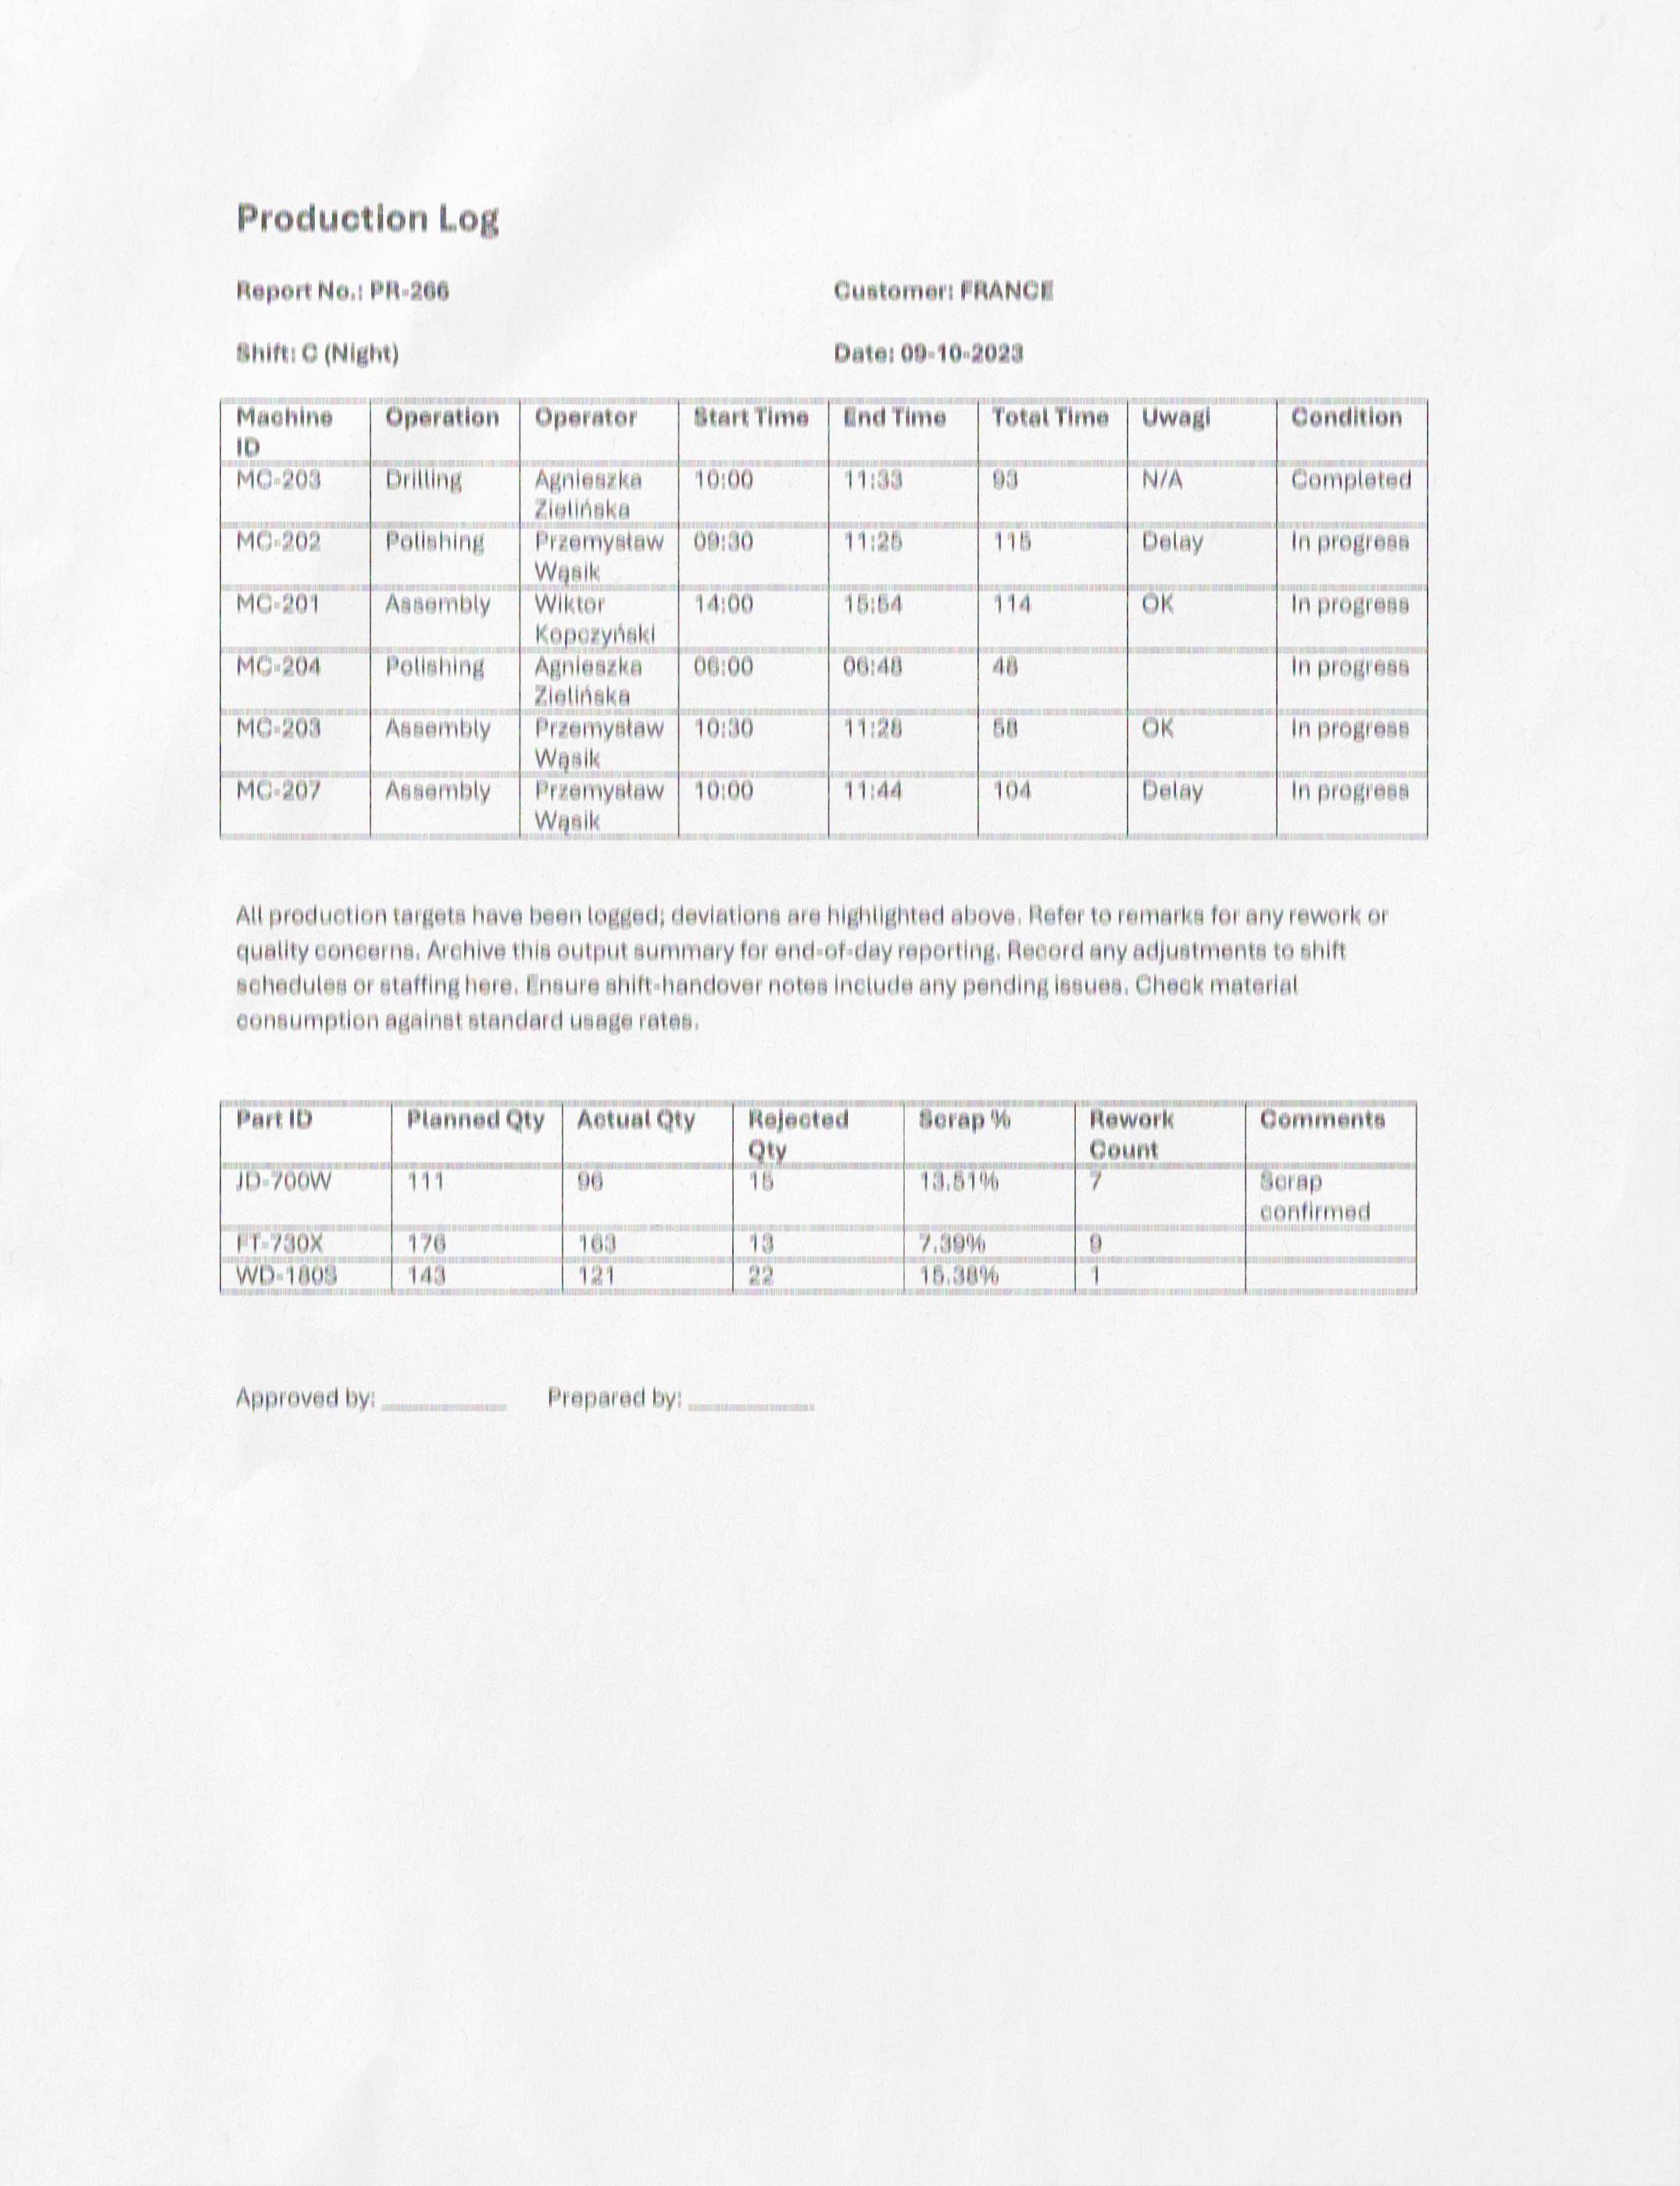 Production Log
Report No.: PR-266 Customer: FRANCE
Shift: C (Night) Date: 09-10-2023
Machine ID Operation Operator Start Time End Time Total Time Uwagi Condition
MC-203 Drilling Agnieszka Zielińska 10:00 11:33 93 N/A Completed
MC-202 Polishing Przemysław Wąsik 09:30 11:25 115 Delay In progress
MC-201 Assembly Wiktor Kopczyński 14:00 15:54 114 OK In progress
MC-204 Polishing Agnieszka Zielińska 06:00 06:48 48 In progress
MC-203 Assembly Przemysław Wąsik 10:30 11:28 58 OK In progress
MC-207 Assembly Przemysław Wąsik 10:00 11:44 104 Delay In progress
All production targets have been logged; deviations are highlighted above. Refer to remarks for any rework or
quality concerns. Archive this output summary for end-of-day reporting. Record any adjustments to shift
schedules or staffing here. Ensure shift-handover notes include any pending issues. Check material
consumption against standard usage rates.
Part ID Planned Qty Actual Qty Rejected Qty Scrap % Rework Count Comments
JD-700W 111 96 15 13.51% 7 Scrap confirmed
FT-730X 176 163 13 7.39% 9
WD-180S 143 121 22 15.38% 1
Approved by: __________ Prepared by: __________